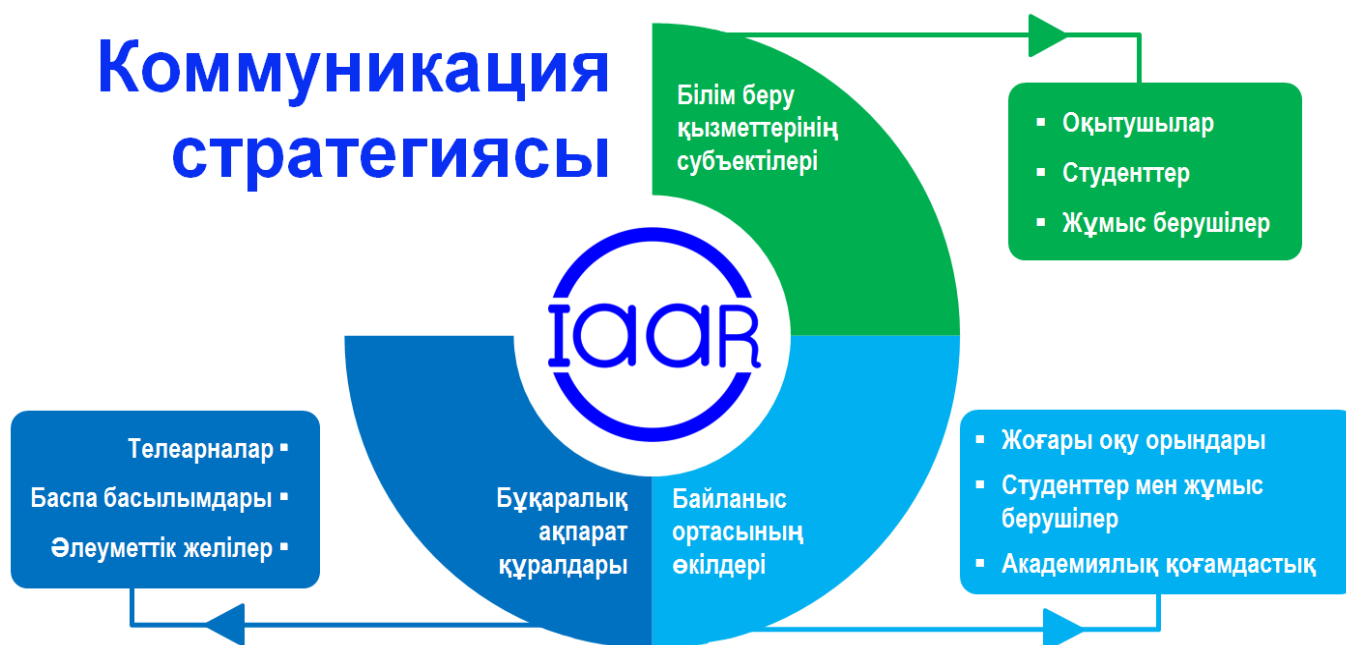 Коммуникация
стратегиясы
Білім беру
қызметтерінің
субъектілері
▪ Оқытушылар
▪ Студенттер
▪ Жұмыс берушілер
IaaR
Телеарналар ▪
Баспа басылымдары ▪
Әлеуметтік желілер ▪
Бұқаралық
ақпарат
құралдары
Байланыс
ортасының
өкілдері
▪ Жоғары оқу орындары
▪ Студенттер мен жұмыс
берушілер
▪ Академиялық қоғамдастық